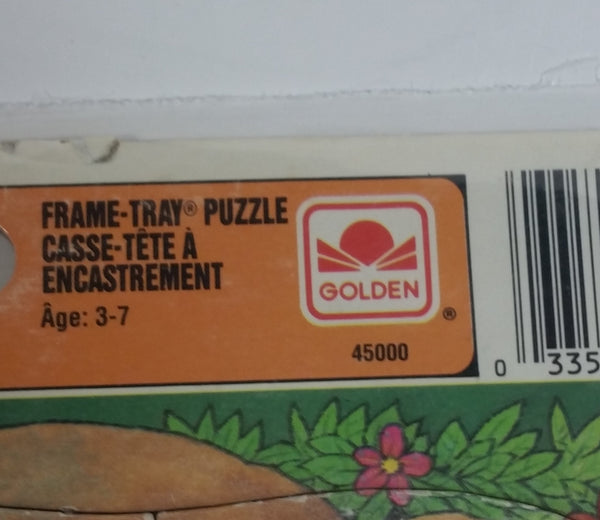 FRAME-TRAY® PUZZLE
CASSE-TÊTE À
ENCASTREMENT
Âge: 3-7
GOLDEN
®
45000
0 335